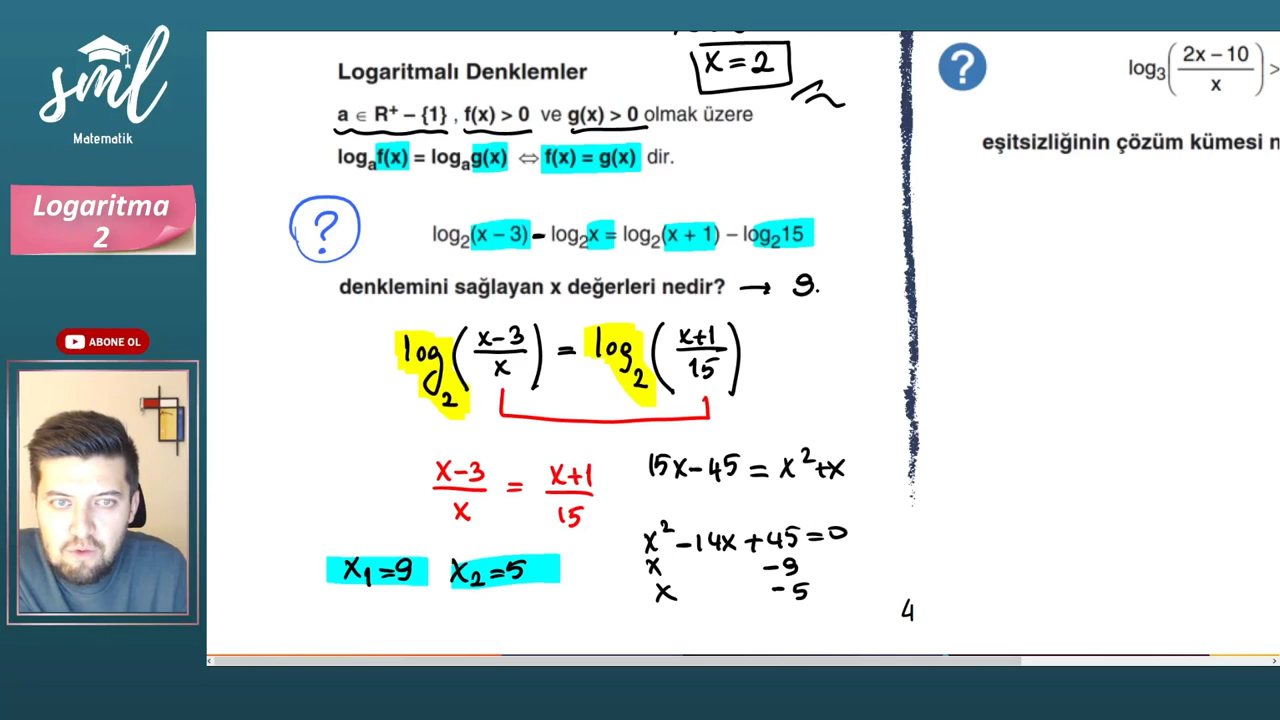 sml
Matematik
Logaritma
2
ABONE OL
x = 2
Logaritmalı Denklemler
a ∈ R⁺ – {1} , f(x) > 0 ve g(x) > 0 olmak üzere
logₐf(x) = logₐg(x) ⇔ f(x) = g(x) dir.
?
log₂(x – 3) – log₂x = log₂(x + 1) – log₂15
denklemini sağlayan x değerleri nedir? → 9.
log₂((x–3)/x) = log₂((x+1)/15)
(x–3)/x = (x+1)/15
15x–45 = x²+x
x²–14x+45=0
x –9
x –5
x₁=9 x₂=5
4
?
log₃((2x – 10)/x) >
eşitsizliğinin çözüm kümesi